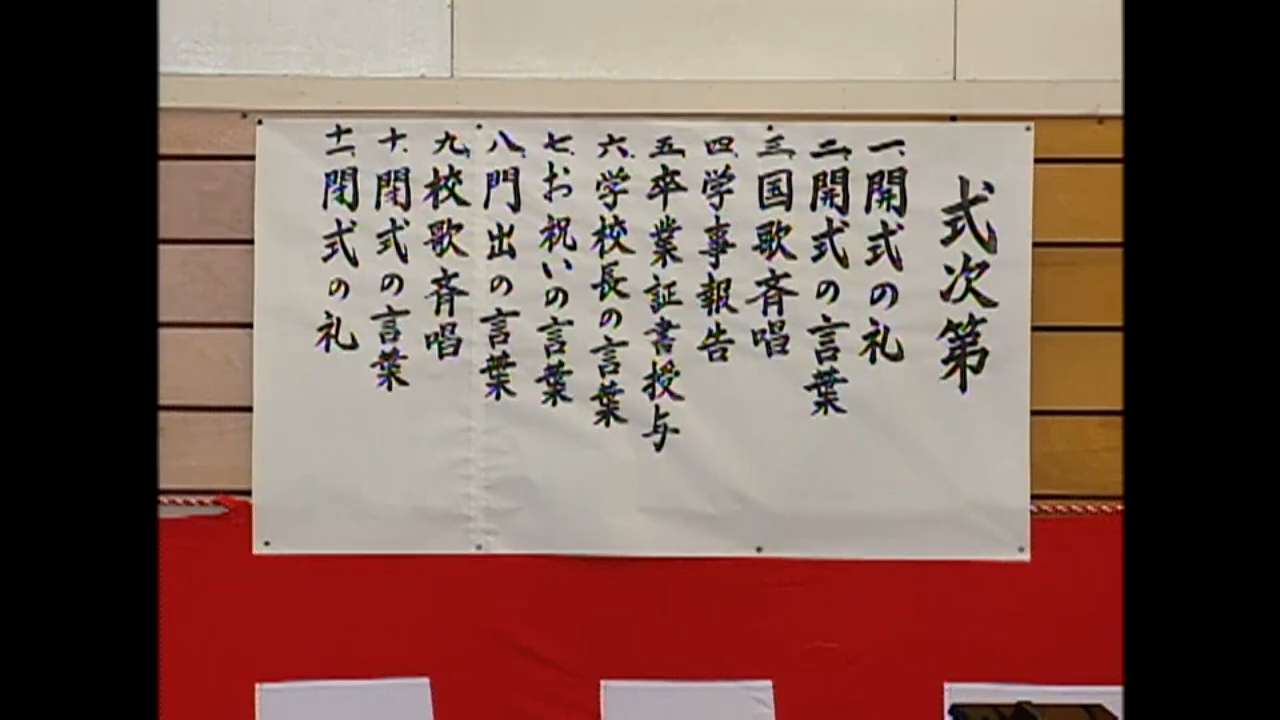 式次第
一、開式の礼
二、開式の言葉
三、国歌斉唱
四、学事報告
五、卒業証書授与
六、学校長の言葉
七、お祝いの言葉
八、門出の言葉
九、校歌斉唱
十、閉式の言葉
十一、閉式の礼